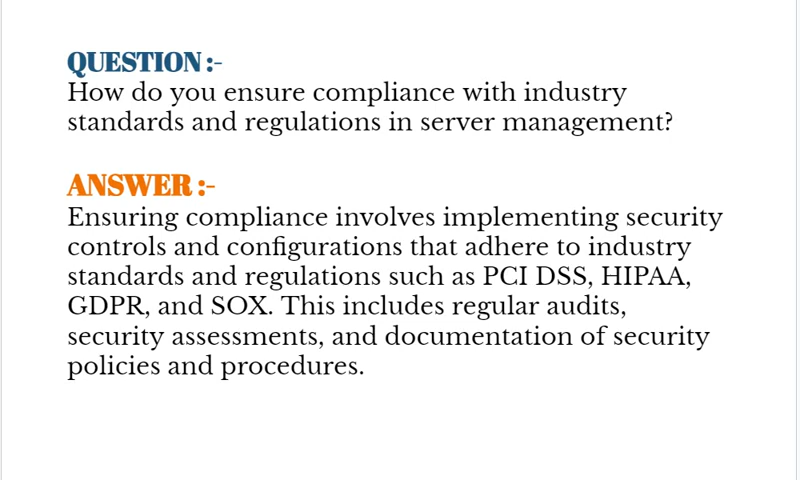 QUESTION :-
How do you ensure compliance with industry
standards and regulations in server management?
ANSWER :-
Ensuring compliance involves implementing security
controls and configurations that adhere to industry
standards and regulations such as PCI DSS, HIPAA,
GDPR, and SOX. This includes regular audits,
security assessments, and documentation of security
policies and procedures.